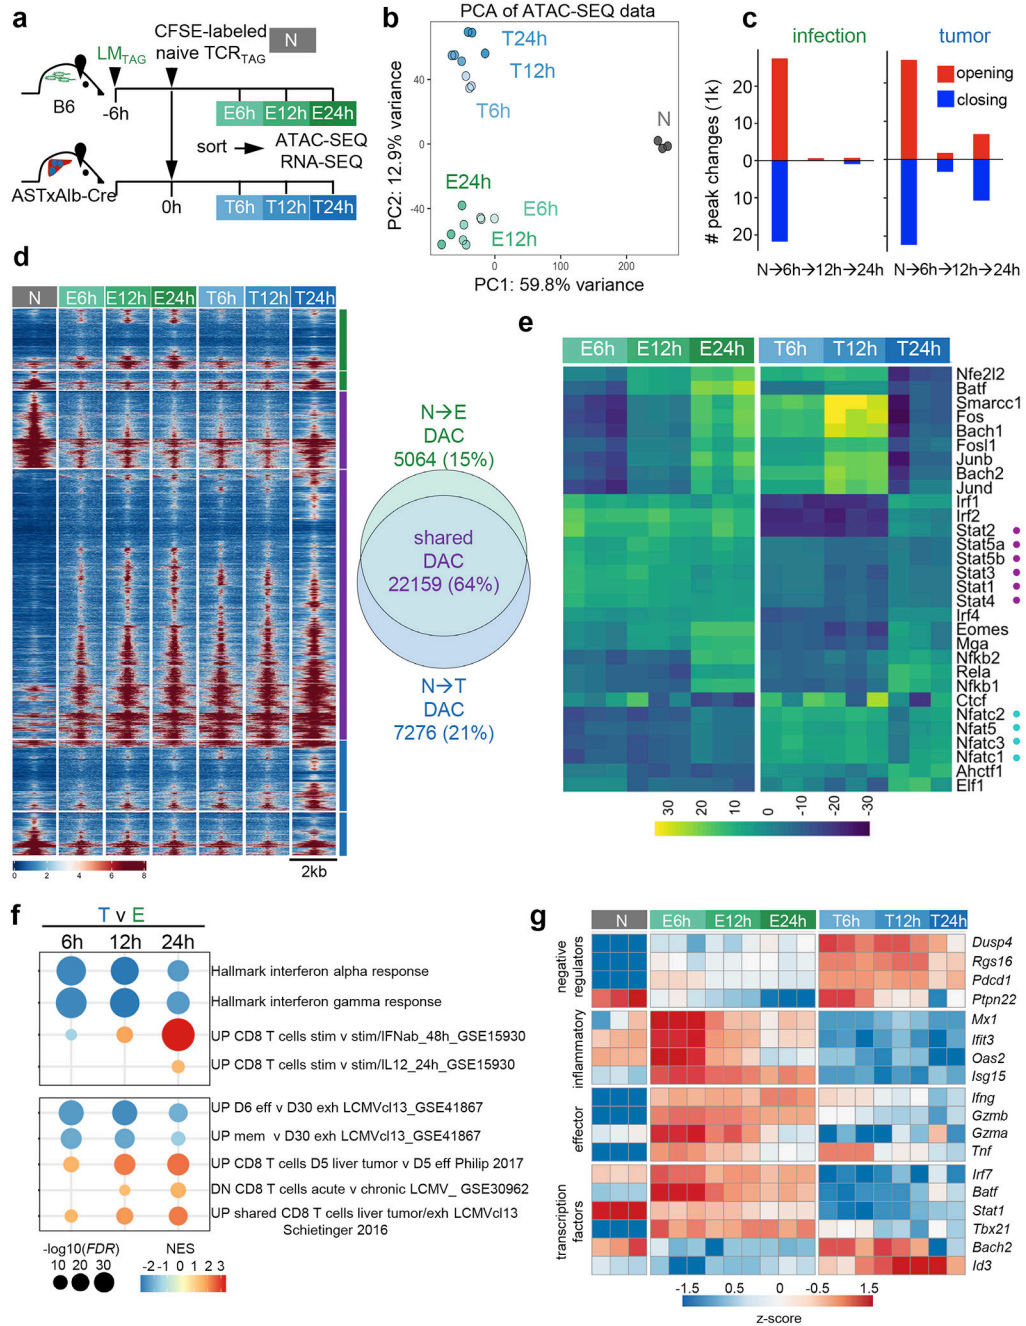 a
CFSE-labeled
LM_TAG naive TCR_TAG N
B6
-6h
E6h E12h E24h
sort ATAC-SEQ
RNA-SEQ
ASTxAlb-Cre
0h
T6h T12h T24h
b
PCA of ATAC-SEQ data
T24h
T12h
T6h
N
E24h
E6h
E12h
PC2: 12.9% variance
40
0
-40
0 100 200
PC1: 59.8% variance
c
infection tumor
opening
closing
# peak changes (1k)
20
10
0
10
20
N→6h→12h→24h N→6h→12h→24h
d
N E6h E12h E24h T6h T12h T24h
0 2 4 6 8
2kb
N→E
DAC
5064 (15%)
shared
DAC
22159 (64%)
N→T
DAC
7276 (21%)
e
E6h E12h E24h T6h T12h T24h
Nfe2l2
Batf
Smarcc1
Fos
Bach1
Fosl1
Junb
Bach2
Jund
Irf1
Irf2
Stat2
Stat5a
Stat5b
Stat3
Stat1
Stat4
Irf4
Eomes
Mga
Nfkb2
Rela
Nfkb1
Ctcf
Nfatc2
Nfat5
Nfatc3
Nfatc1
Ahctf1
Elf1
30 20 10 0 -10 -20 -30
f
T v E
6h 12h 24h
Hallmark interferon alpha response
Hallmark interferon gamma response
UP CD8 T cells stim v stim/IFNab_48h_GSE15930
UP CD8 T cells stim v stim/IL12_24h_GSE15930
UP D6 eff v D30 exh LCMVcl13_GSE41867
UP mem v D30 exh LCMVcl13_GSE41867
UP CD8 T cells D5 liver tumor v D5 eff Philip 2017
DN CD8 T cells acute v chronic LCMV_ GSE30962
UP shared CD8 T cells liver tumor/exh LCMVcl13
Schietinger 2016
-log10(FDR)
10 20 30
NES
-2 -1 0 1 2 3
g
N E6h E12h E24h T6h T12h T24h
negative
regulators
Dusp4
Rgs16
Pdcd1
Ptpn22
inflammatory
Mx1
Ifit3
Oas2
Isg15
effector
Ifng
Gzmb
Gzma
Tnf
transcription
factors
Irf7
Batf
Stat1
Tbx21
Bach2
Id3
-1.5 0.5 0 -0.5 1.5
z-score